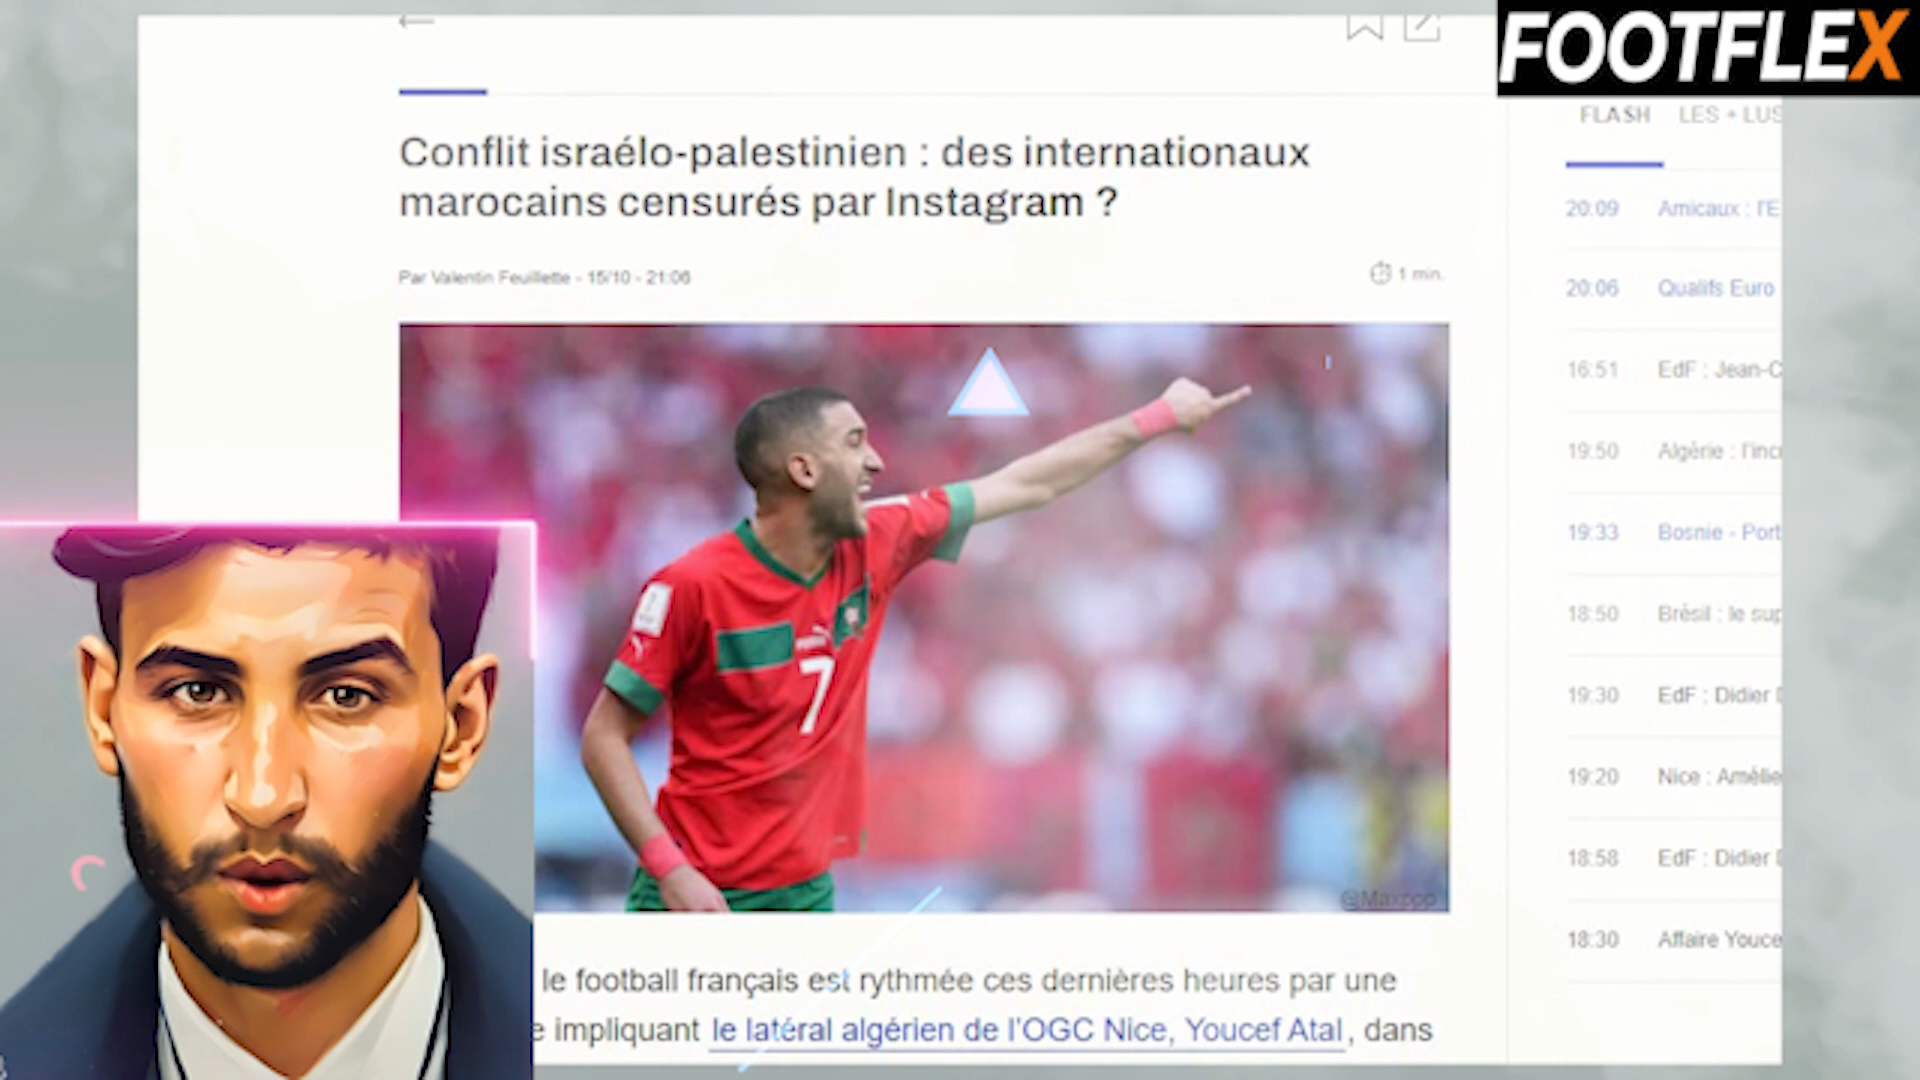 FOOTFLEX
FLASH LES + LUS
Conflit israélo-palestinien : des internationaux
marocains censurés par Instagram ?
Par Valentin Feuillette - 15/10 - 21:06
1 min.
7
@Maxppp
le football français est rythmée ces dernières heures par une
e impliquant le latéral algérien de l'OGC Nice, Youcef Atal, dans
20:09 Amicaux : l'E
20:06 Qualifs Euro
16:51 EdF : Jean-C
19:50 Algérie : l'inc
19:33 Bosnie - Port
18:50 Brésil : le sup
19:30 EdF : Didier D
19:20 Nice : Amélie
18:58 EdF : Didier D
18:30 Affaire Youce